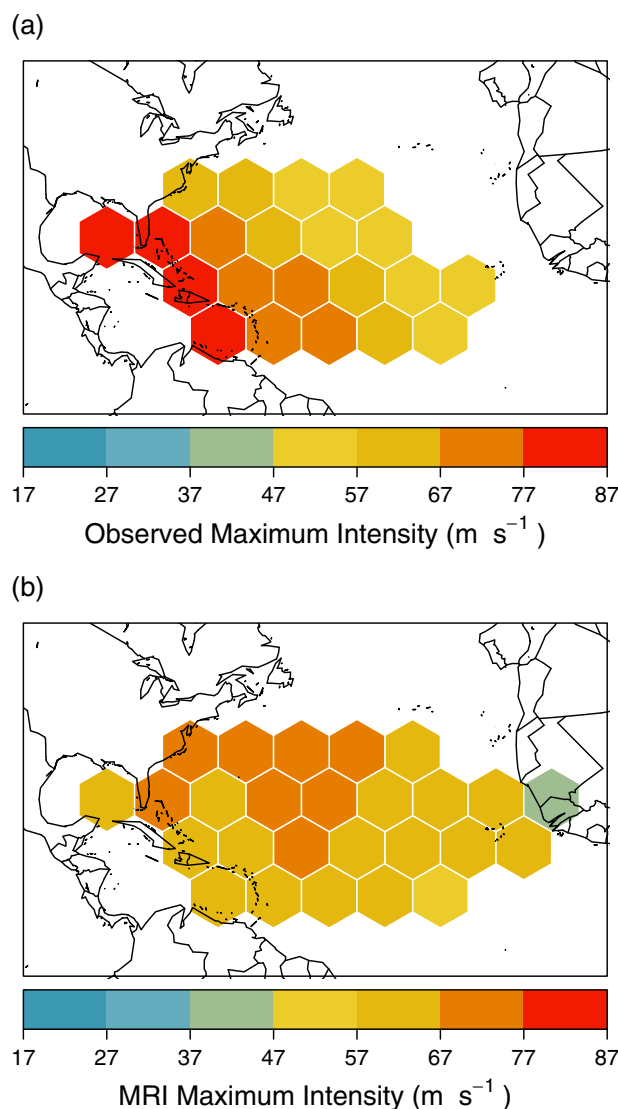 (a)
17 27 37 47 57 67 77 87
Observed Maximum Intensity (m s⁻¹ )
(b)
17 27 37 47 57 67 77 87
MRI Maximum Intensity (m s⁻¹ )